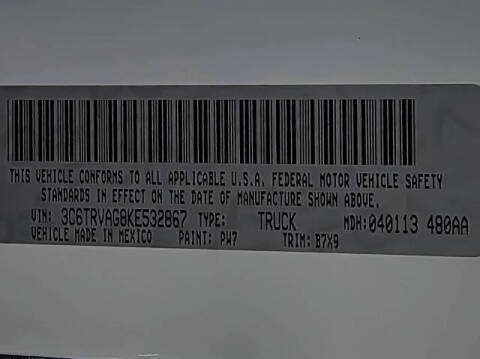 THIS VEHICLE CONFORMS TO ALL APPLICABLE U.S.A. FEDERAL MOTOR VEHICLE SAFETY
STANDARDS IN EFFECT ON THE DATE OF MANUFACTURE SHOWN ABOVE.
VIN: 3C6TRVAG8KE532867 TYPE: TRUCK MDH: 040113 480AA
VEHICLE MADE IN MEXICO PAINT: PW7 TRIM: B7X9